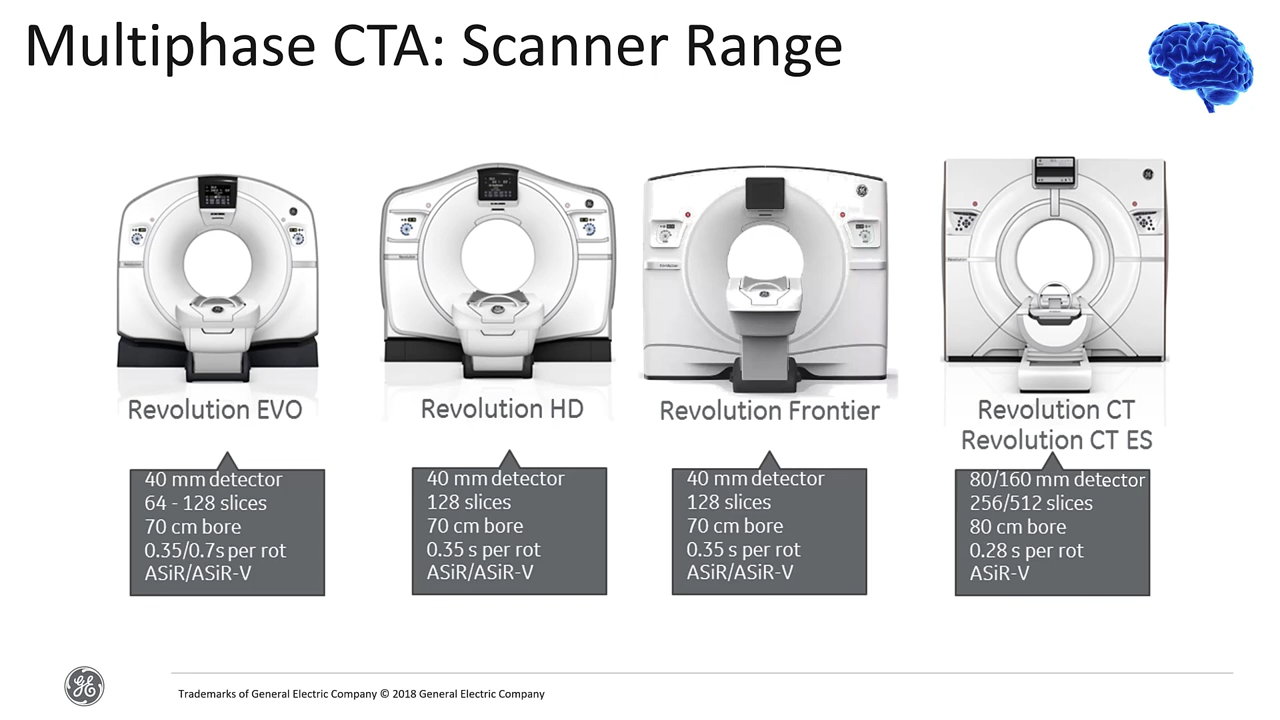 Multiphase CTA: Scanner Range
Revolution EVO
Revolution HD
Revolution Frontier
Revolution CT
Revolution CT ES
40 mm detector
64 - 128 slices
70 cm bore
0.35/0.7s per rot
ASiR/ASiR-V
40 mm detector
128 slices
70 cm bore
0.35 s per rot
ASiR/ASiR-V
40 mm detector
128 slices
70 cm bore
0.35 s per rot
ASiR/ASiR-V
80/160 mm detector
256/512 slices
80 cm bore
0.28 s per rot
ASiR-V
GE
Trademarks of General Electric Company © 2018 General Electric Company